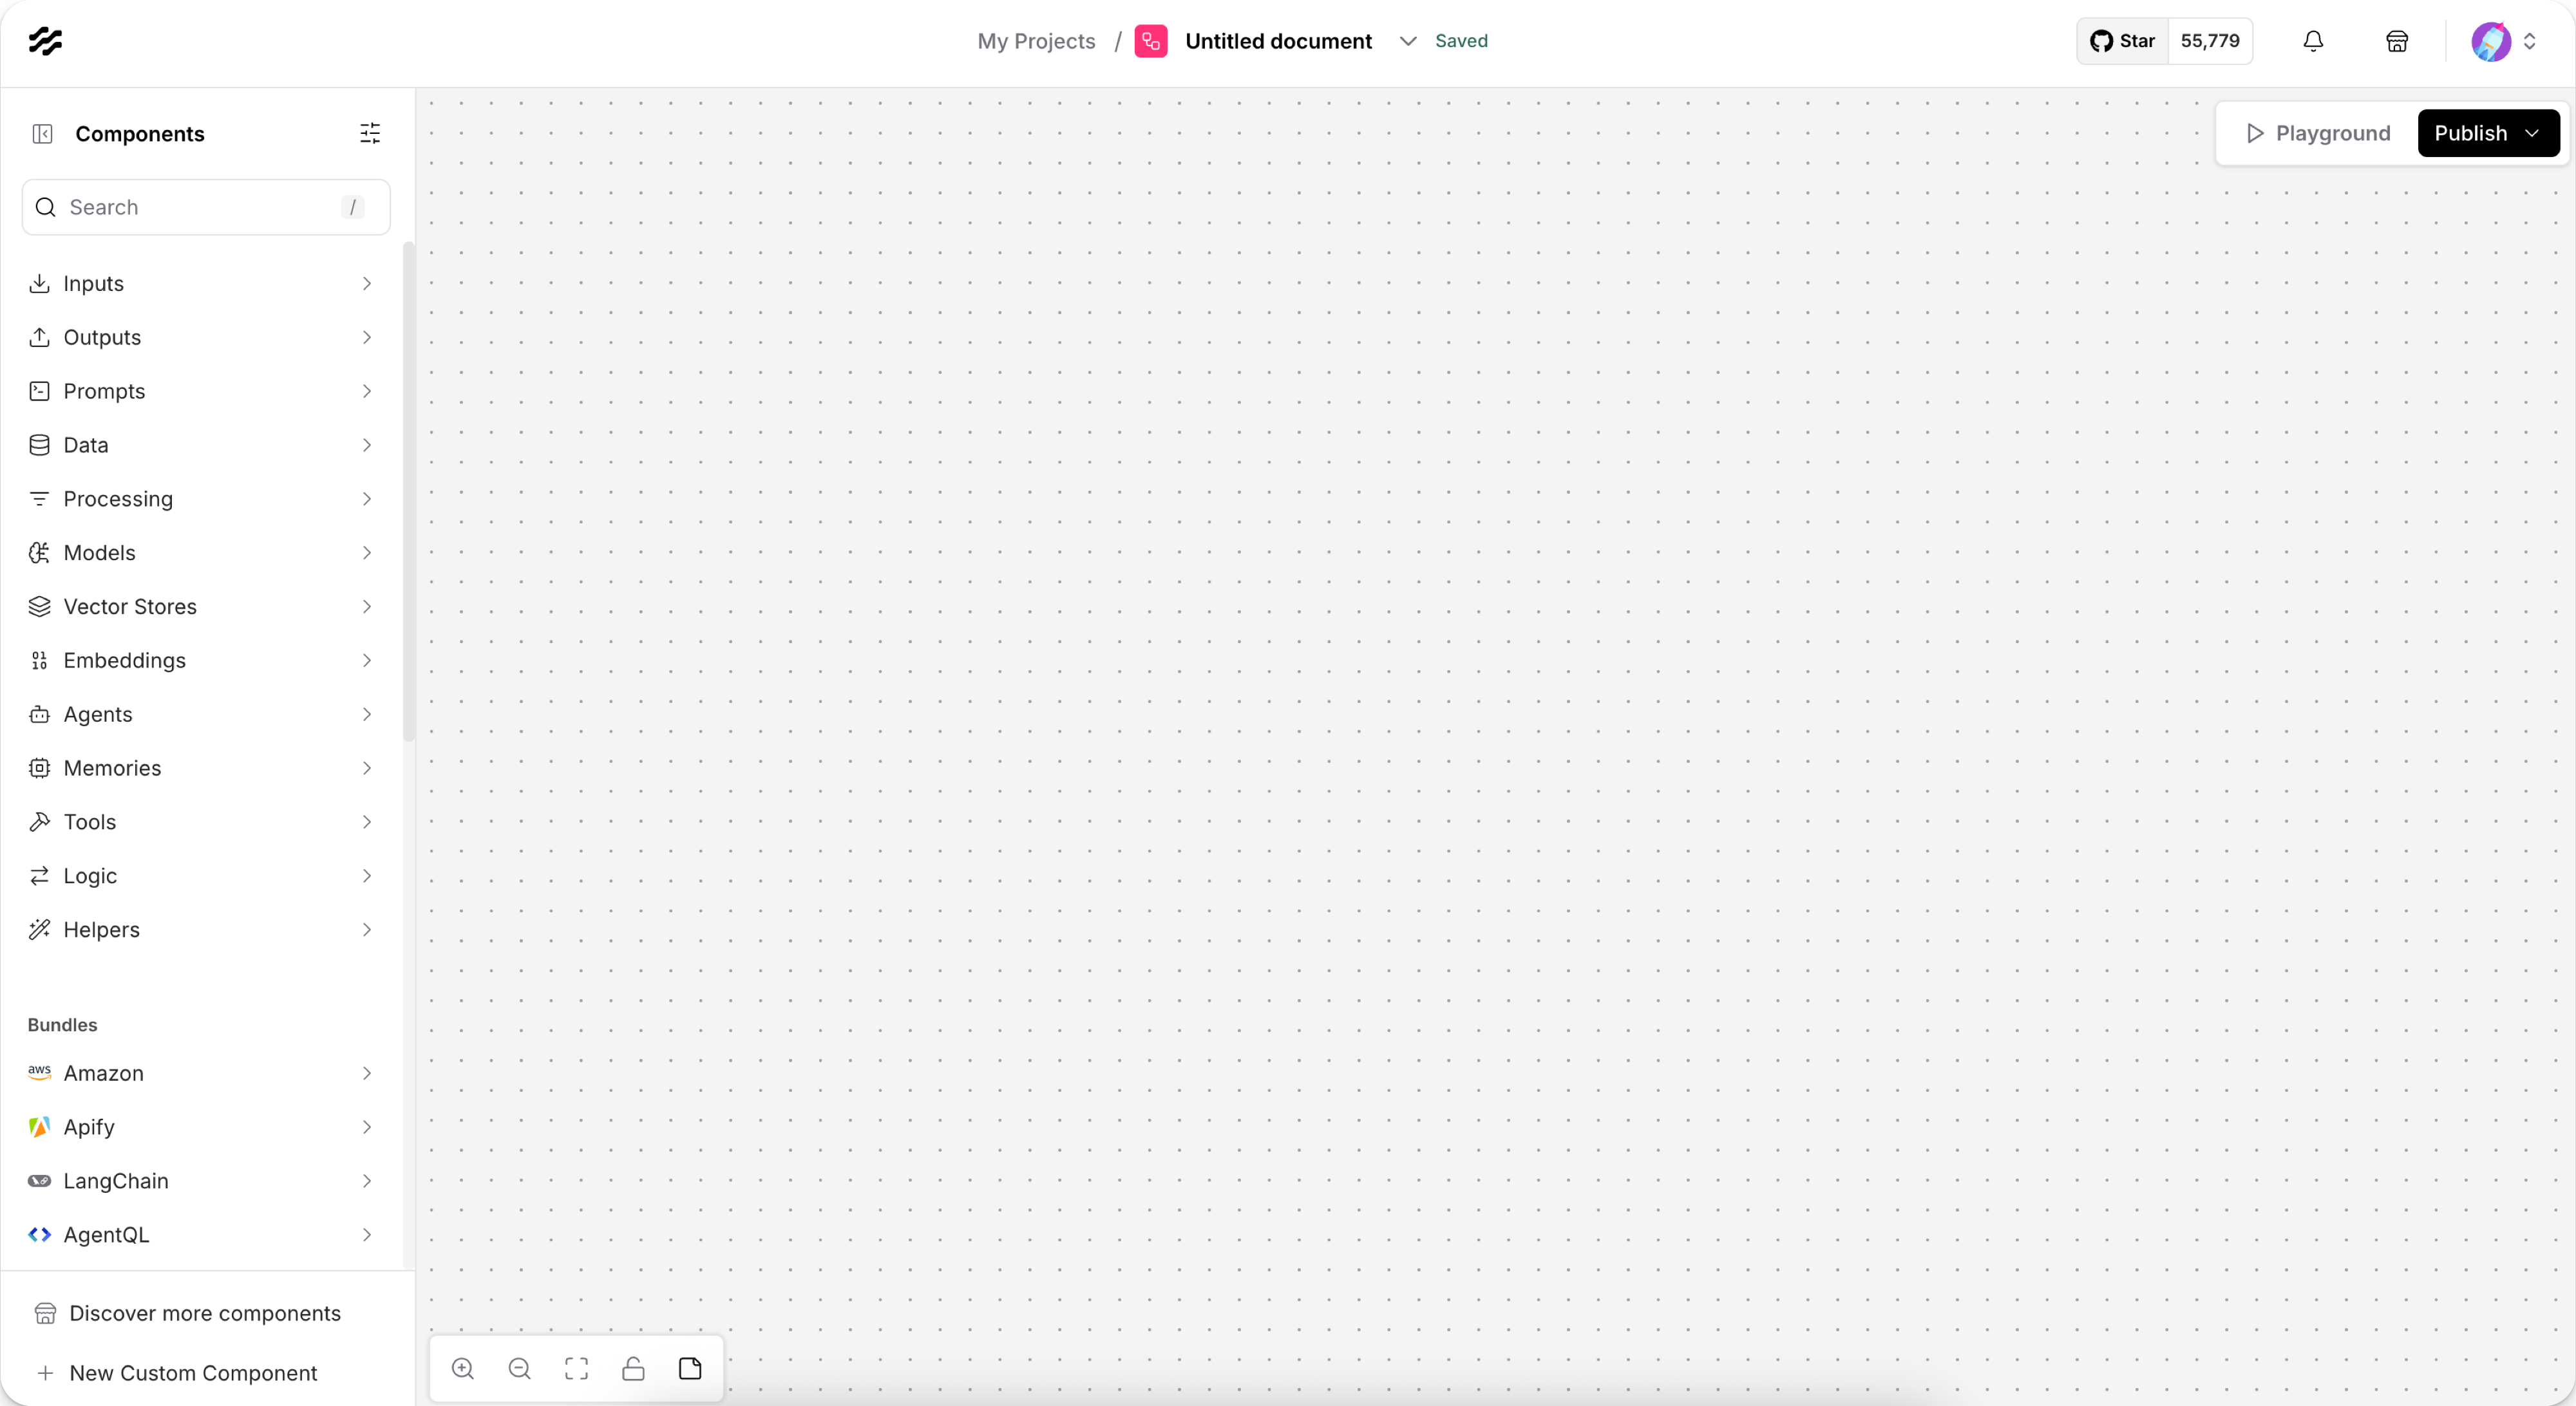 My Projects / Untitled document Saved
Star 55,779
Components
Playground
Publish
Search /
Inputs
Outputs
Prompts
Data
Processing
Models
Vector Stores
Embeddings
Agents
Memories
Tools
Logic
Helpers
Bundles
aws Amazon
Apify
LangChain
AgentQL
Discover more components
New Custom Component